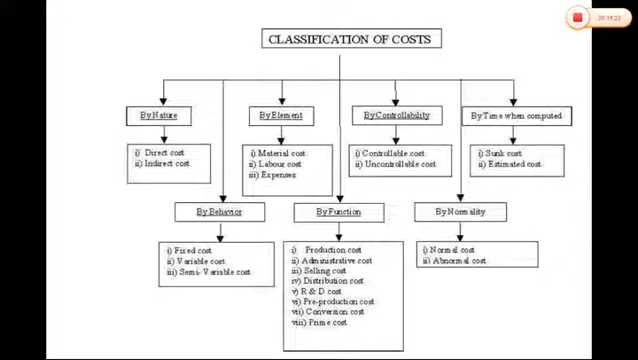 CLASSIFICATION OF COSTS
By Nature
By Element
By Controllability
By Time when computed
i) Direct cost
ii) Indirect cost
i) Material cost
ii) Labour cost
iii) Expenses
i) Controllable cost
ii) Uncontrollable cost
i) Sunk cost
ii) Estimated cost
By Behavior
By Function
By Normality
i) Fixed cost
ii) Variable cost
iii) Semi-Variable cost
i) Production cost
ii) Administrative cost
iii) Selling cost
iv) Distribution cost
v) R & D cost
vi) Pre-production cost
vii) Conversion cost
viii) Prime cost
i) Normal cost
ii) Abnormal cost